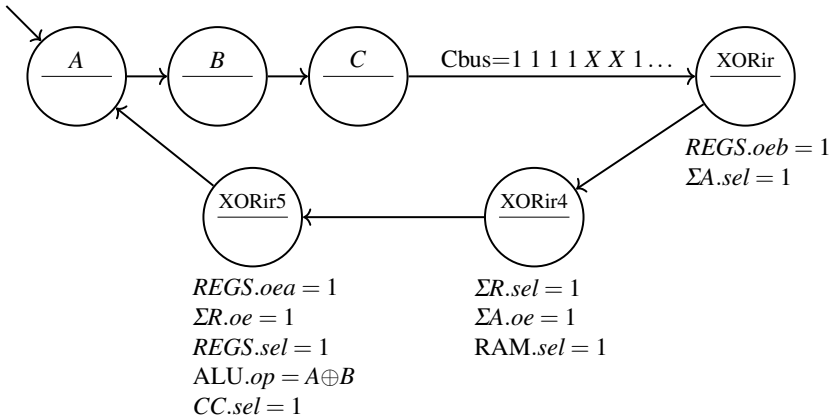 A
B
C
Cbus=1 1 1 1 X X 1 ...
XORir
REGS.oeb = 1
ΣA.sel = 1
XORir5
XORir4
REGS.oea = 1
ΣR.oe = 1
REGS.sel = 1
ALU.op = A⊕B
CC.sel = 1
ΣR.sel = 1
ΣA.oe = 1
RAM.sel = 1